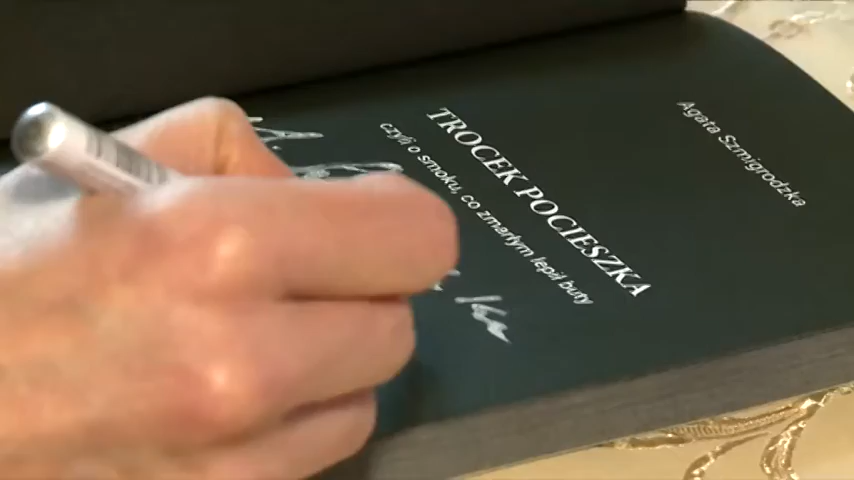 Agata Szmigrodzka
TROCEK POCIESZKA
czyli o smoku, co zmarłym lepił buty